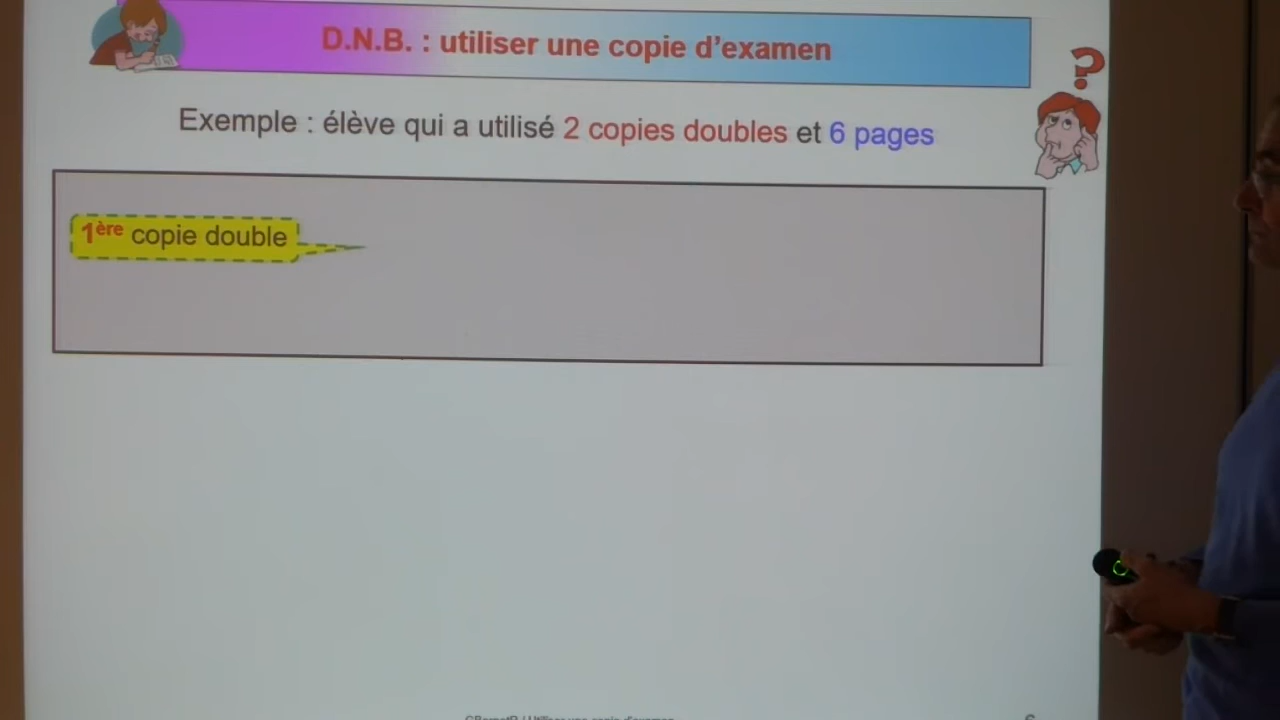 D.N.B. : utiliser une copie d'examen
?
Exemple : élève qui a utilisé 2 copies doubles et 6 pages
1ère copie double